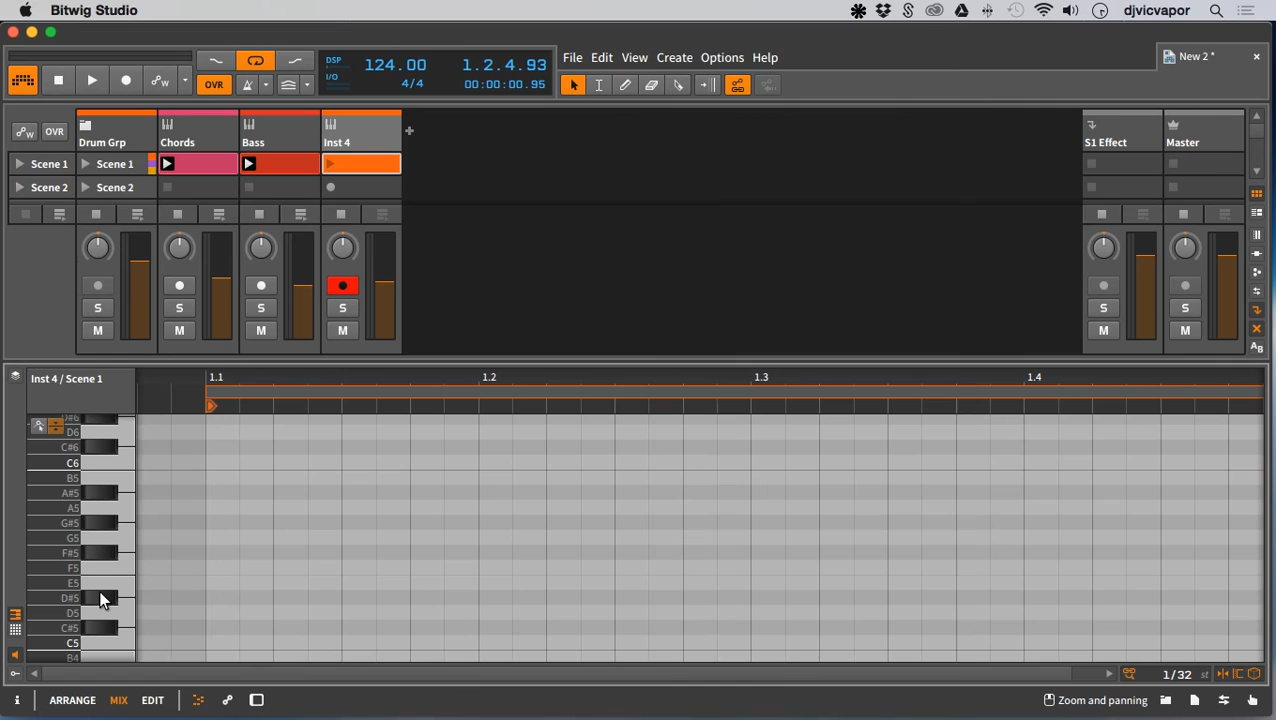 Bitwig Studio
djvicvapor
DSP
I/O
124.00
4/4
1.2.4.93
00:00:00.95
File Edit View Create Options Help
New 2 *
OVR
W
W
OVR
Drum Grp
Chords
Bass
Inst 4
S1 Effect
Master
Scene 1
Scene 1
Scene 2
Scene 2
S
S
S
S
S
S
M
M
M
M
M
M
AB
Inst 4 / Scene 1
1.1
1.2
1.3
1.4
D#6
D6
C#6
C6
B5
A#5
A5
G#5
G5
F#5
F5
E5
D#5
D5
C#5
C5
B4
1/32 st
i
ARRANGE
MIX
EDIT
Zoom and panning